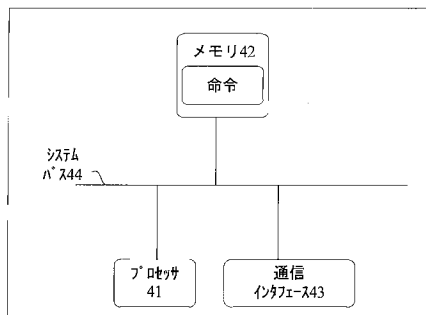 メモリ42
命令
システム
バス44
プロセッサ
41
通信
インタフェース43